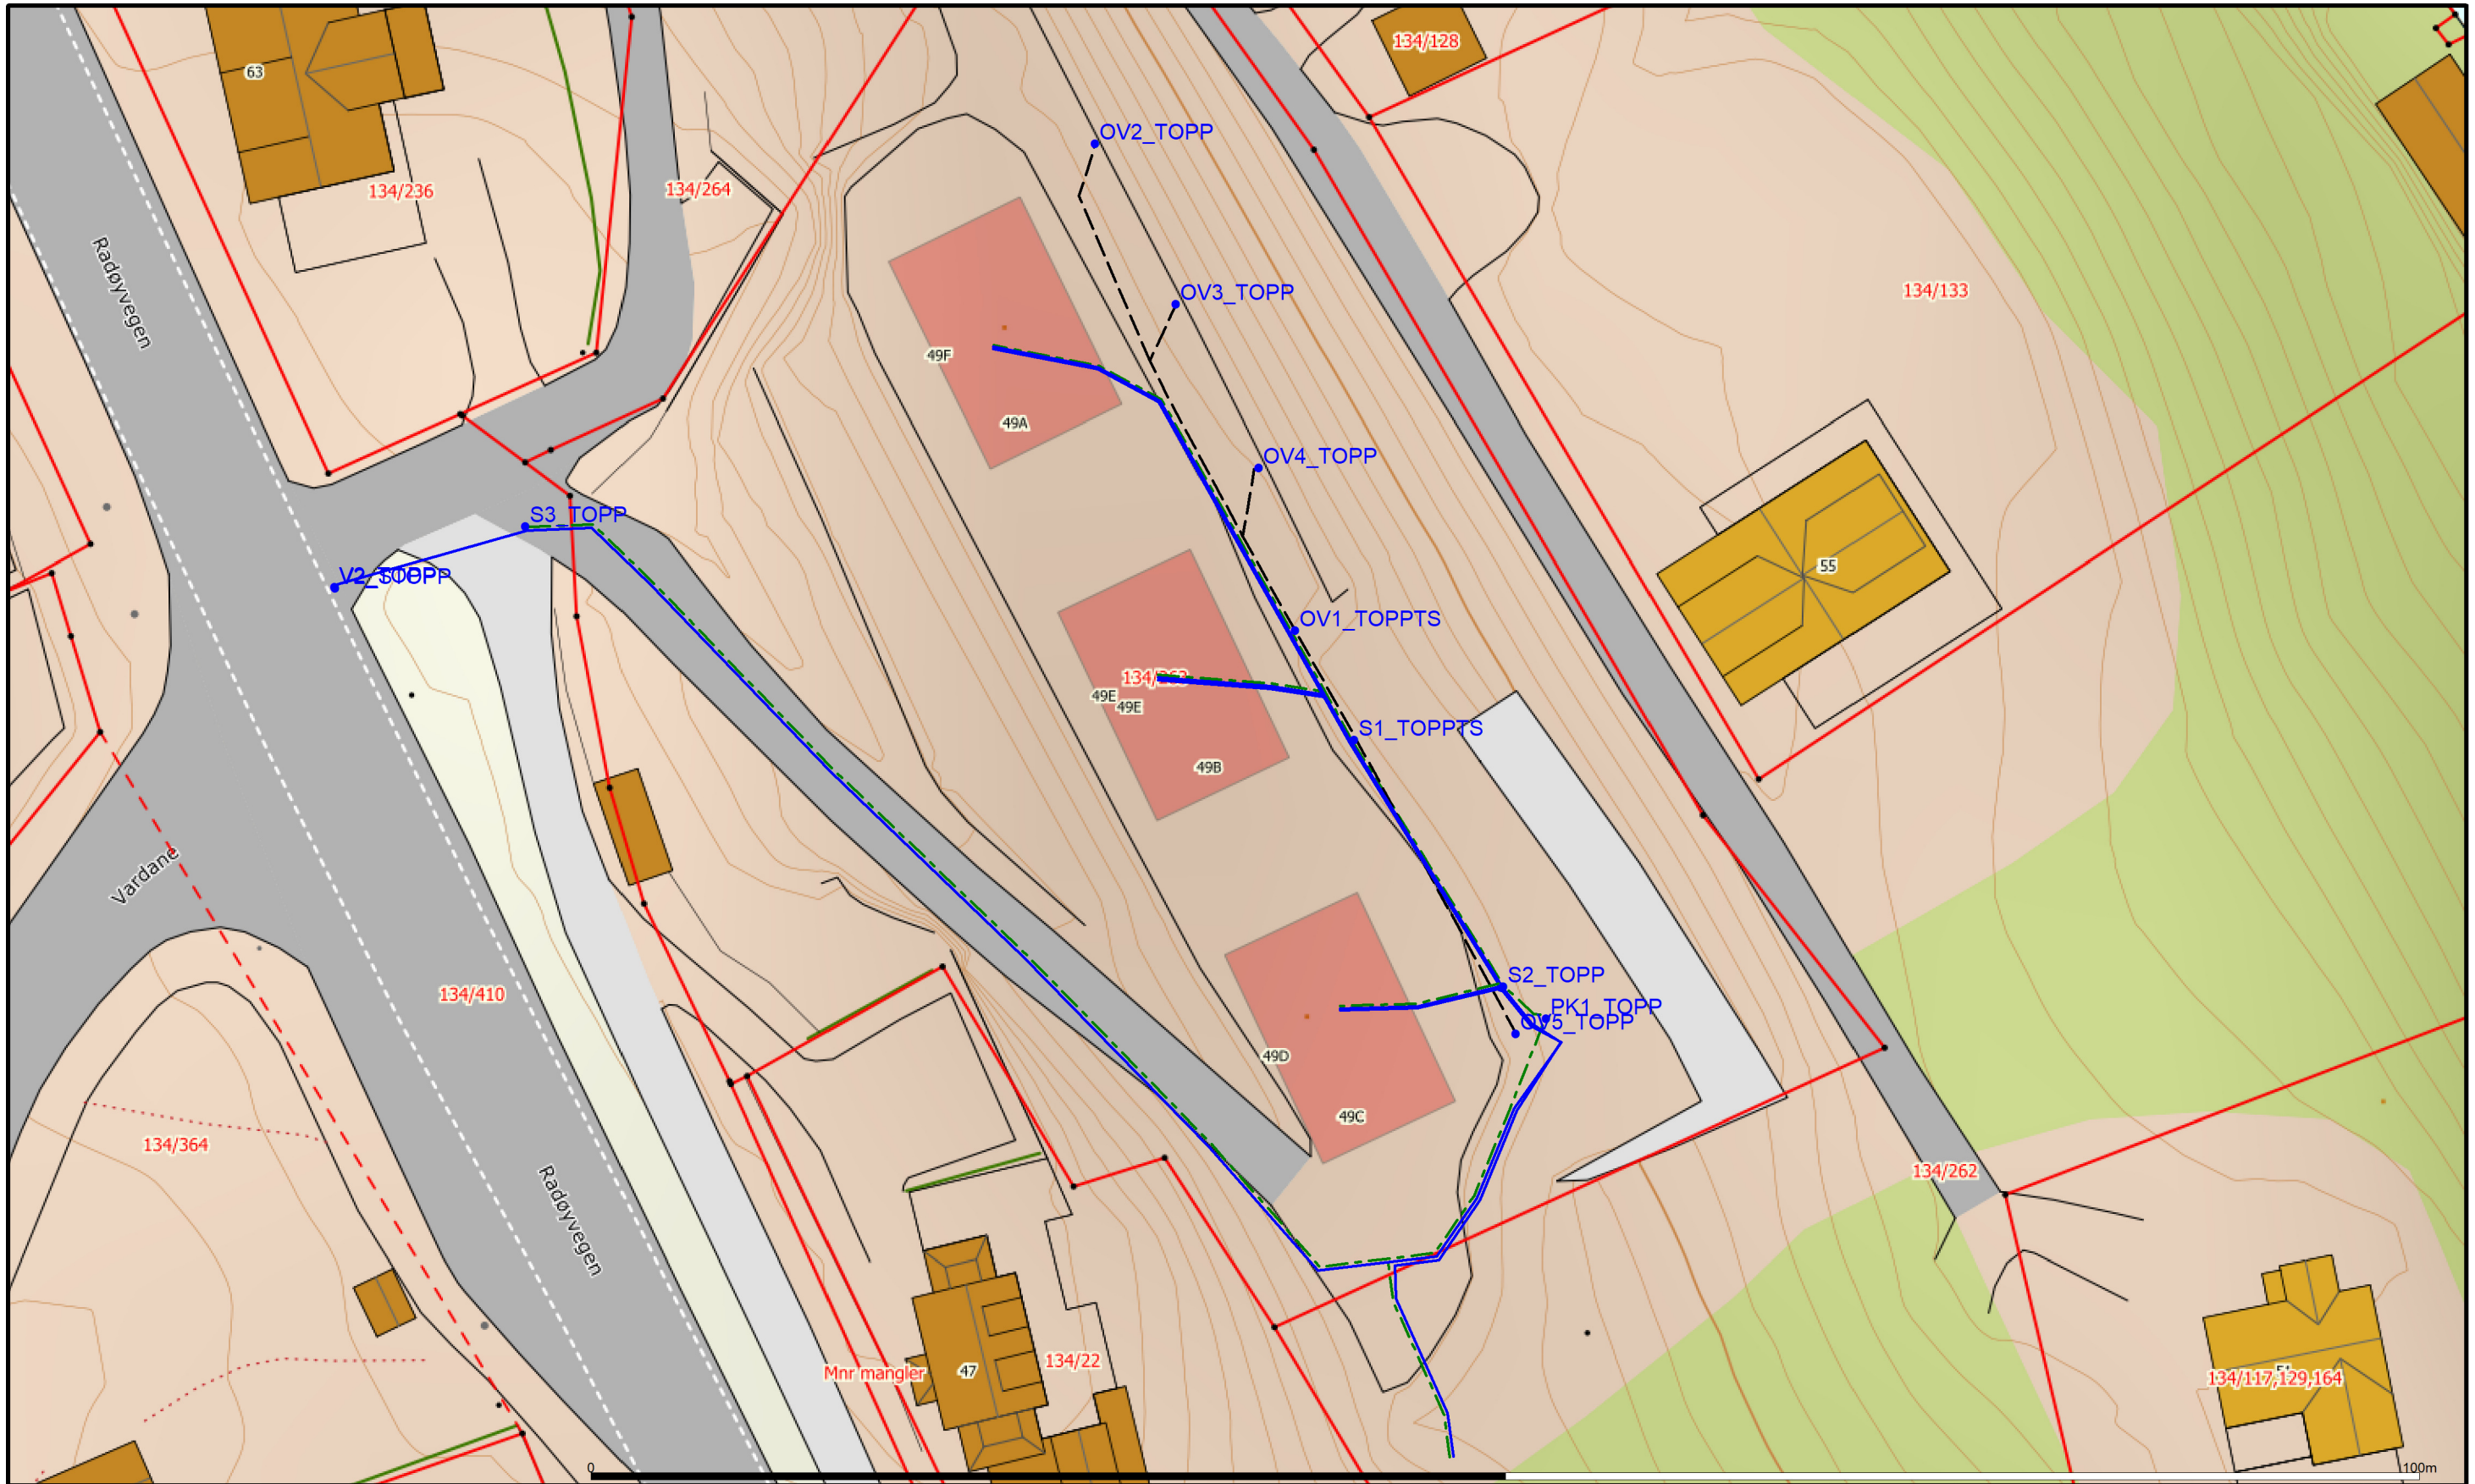 134/128
63
OV2_TOPP
134/236
134/264
Radøyvegen
OV3_TOPP
134/133
49F
49A
OV4_TOPP
S3_TOPP
55
OV1_TOPPTS
49E
49E
S1_TOPPTS
49B
Vardane
S2_TOPP
134/410
PK1_TOPP
OV5_TOPP
49D
49C
134/364
134/262
Radøyvegen
134/22
Mnr mangler
47
134/117,129,164
0
100m